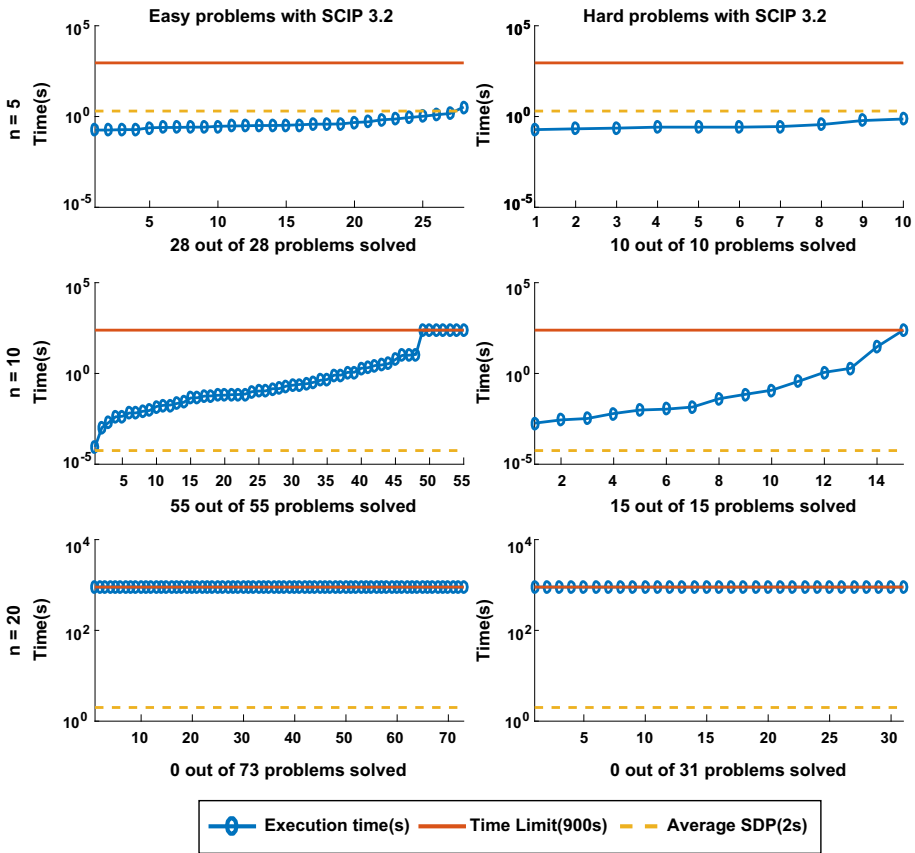 Easy problems with SCIP 3.2
Hard problems with SCIP 3.2
n = 5
Time(s)
10^5
10^0
10^-5
5 10 15 20 25
28 out of 28 problems solved
Time(s)
10^5
10^0
10^-5
1 2 3 4 5 6 7 8 9 10
10 out of 10 problems solved
n = 10
Time(s)
10^5
10^0
10^-5
5 10 15 20 25 30 35 40 45 50 55
55 out of 55 problems solved
Time(s)
10^5
10^0
10^-5
2 4 6 8 10 12 14
15 out of 15 problems solved
n = 20
Time(s)
10^4
10^2
10^0
10 20 30 40 50 60 70
0 out of 73 problems solved
Time(s)
10^4
10^2
10^0
5 10 15 20 25 30
0 out of 31 problems solved
Execution time(s) Time Limit(900s) Average SDP(2s)